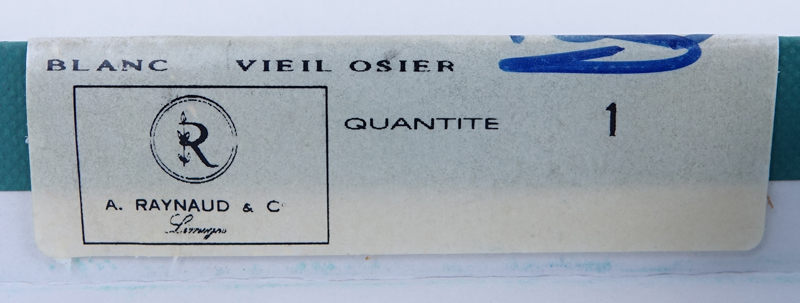 BLANC VIEIL OSIER
QUANTITE 1
R
A. RAYNAUD & C
Limoges